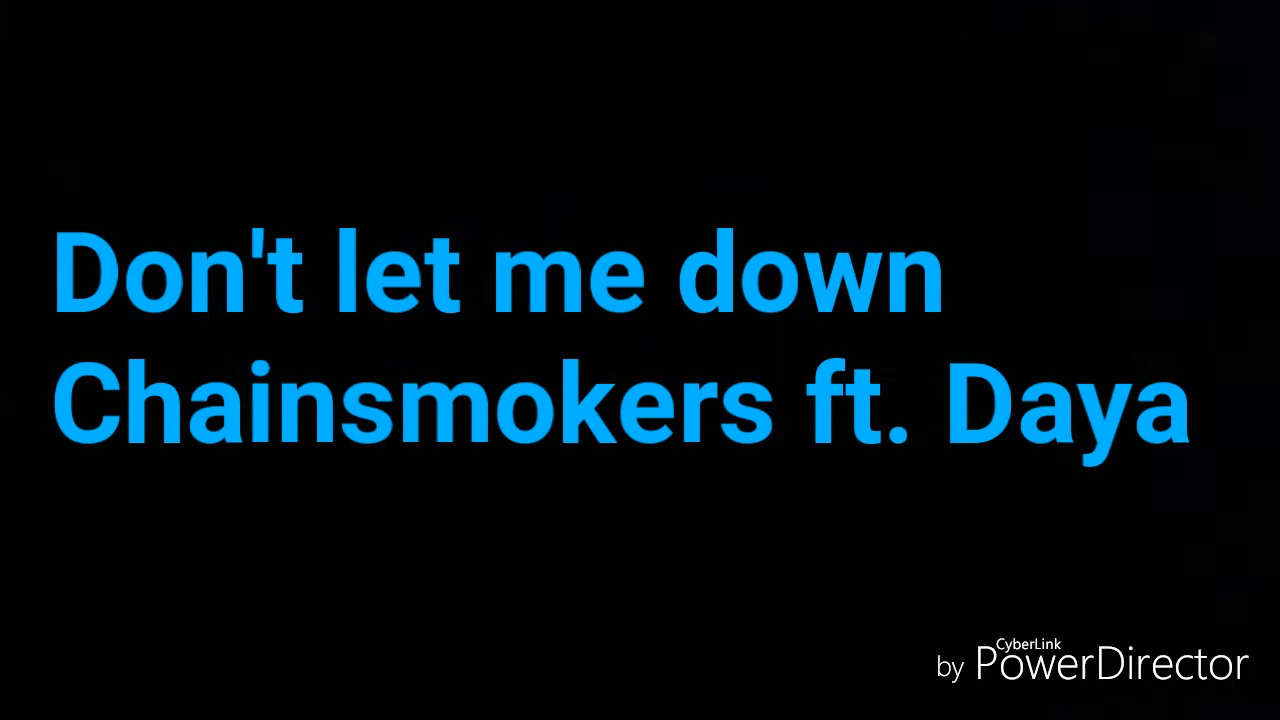 Don't let me down
Chainsmokers ft. Daya
CyberLink
by PowerDirector